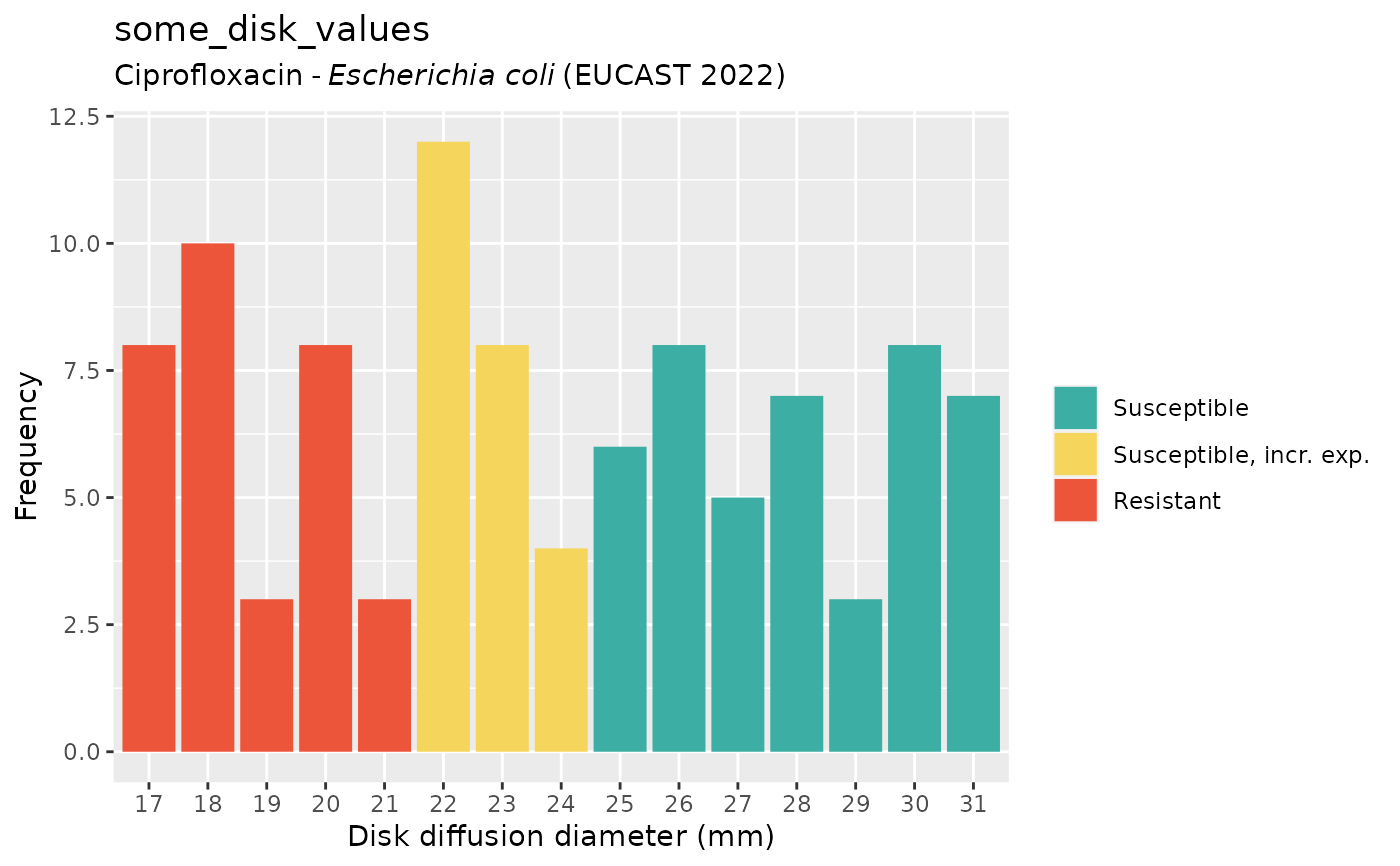 some_disk_values
Ciprofloxacin - Escherichia coli (EUCAST 2022)
12.5
10.0
7.5
5.0
2.5
0.0
Frequency
17 18 19 20 21 22 23 24 25 26 27 28 29 30 31
Disk diffusion diameter (mm)
Susceptible
Susceptible, incr. exp.
Resistant